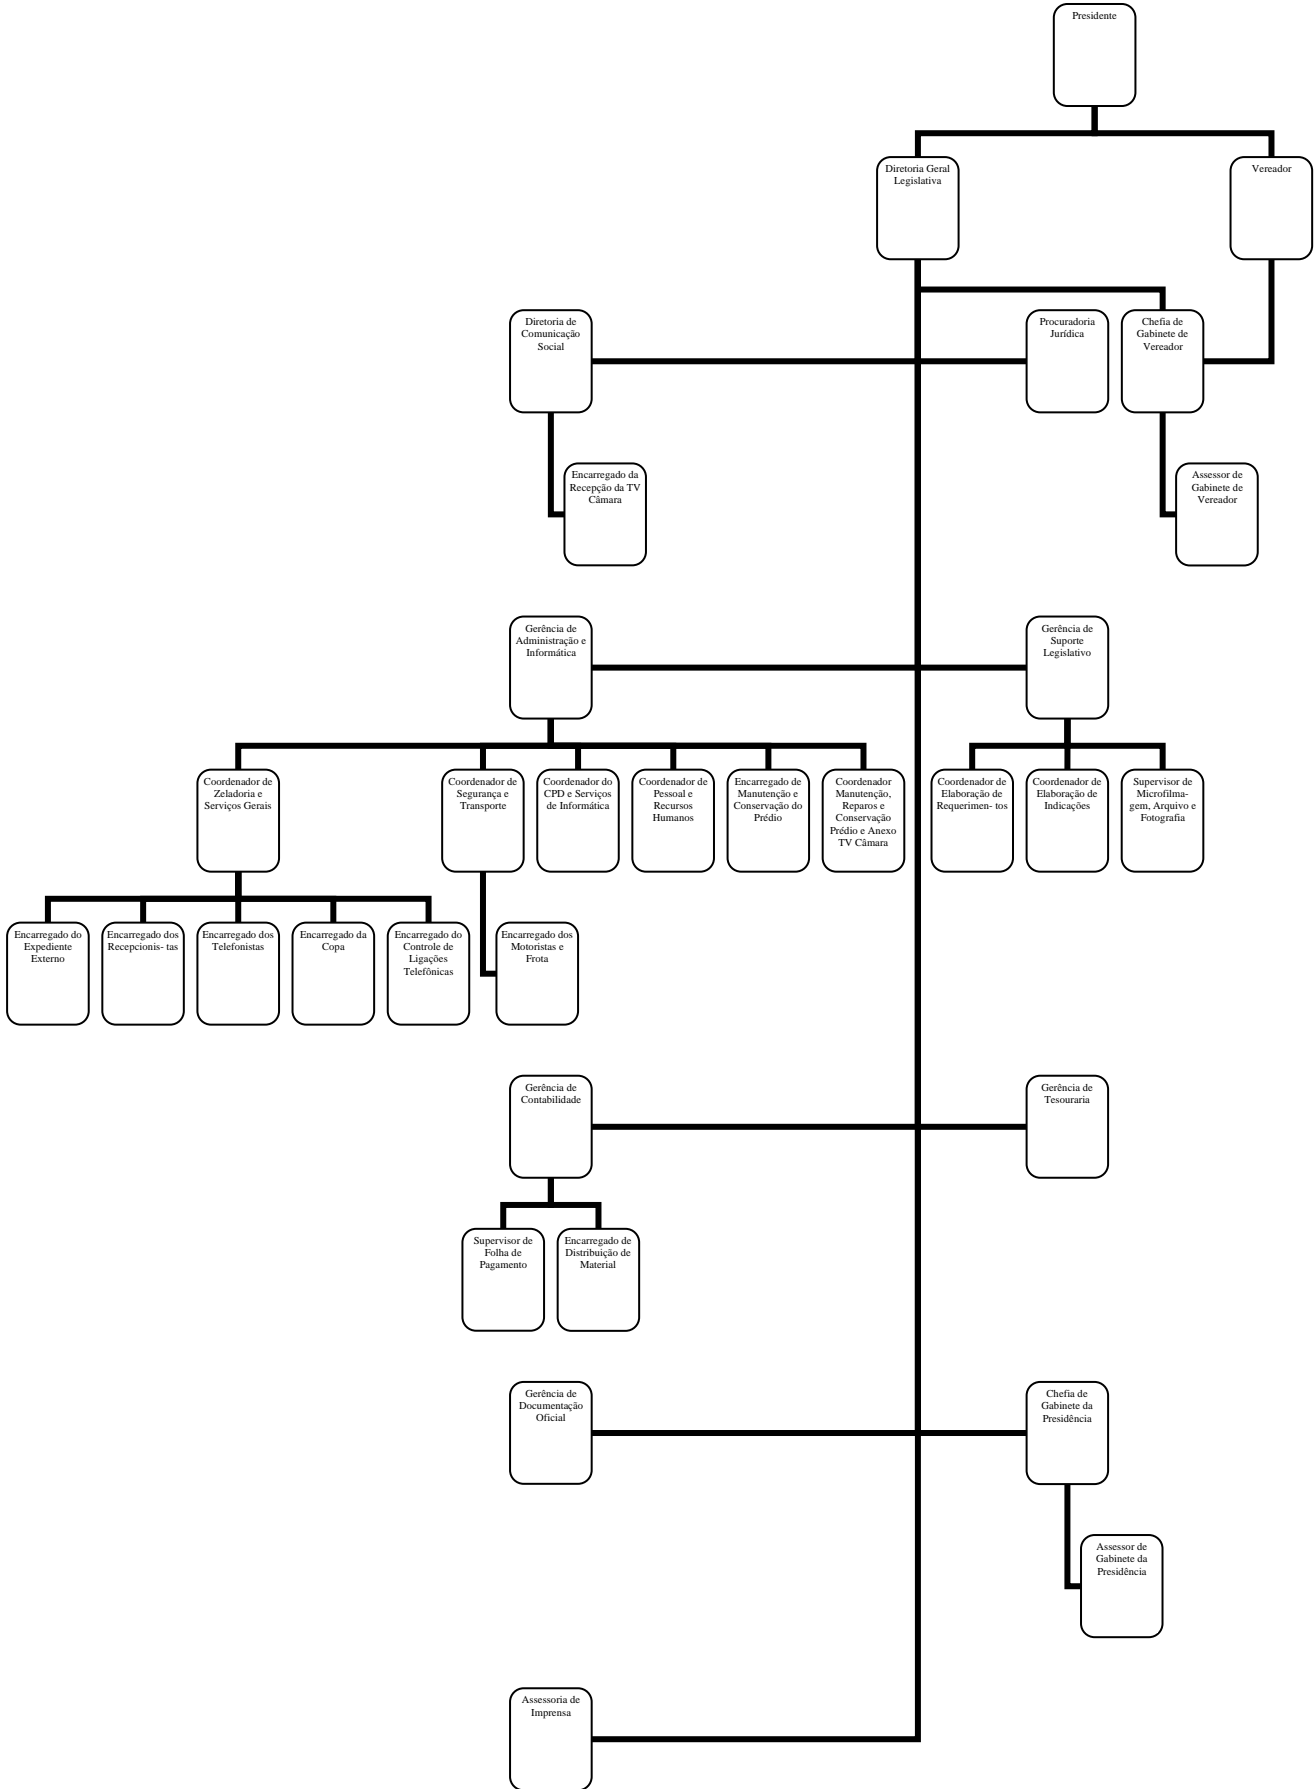 Presidente
Diretoria Geral
Legislativa
Vereador
Diretoria de
Comunicação
Social
Procuradoria
Jurídica
Chefia de
Gabinete de
Vereador
Encarregado da
Recepção da TV
Câmara
Assessor de
Gabinete de
Vereador
Gerência de
Administração e
Informática
Gerência de
Suporte
Legislativo
Coordenador de
Zeladoria e
Serviços Gerais
Coordenador de
Segurança e
Transporte
Coordenador do
CPD e Serviços
de Informática
Coordenador de
Pessoal e
Recursos
Humanos
Encarregado de
Manutenção e
Conservação do
Prédio
Coordenador
Manutenção,
Reparos e
Conservação
Prédio e Anexo
TV Câmara
Coordenador de
Elaboração de
Requerimen- tos
Coordenador de
Elaboração de
Indicações
Supervisor de
Microfilma-
gem, Arquivo e
Fotografia
Encarregado do
Expediente
Externo
Encarregado dos
Recepcionis- tas
Encarregado dos
Telefonistas
Encarregado da
Copa
Encarregado do
Controle de
Ligações
Telefônicas
Encarregado dos
Motoristas e
Frota
Gerência de
Contabilidade
Gerência de
Tesouraria
Supervisor de
Folha de
Pagamento
Encarregado de
Distribuição de
Material
Gerência de
Documentação
Oficial
Chefia de
Gabinete da
Presidência
Assessor de
Gabinete da
Presidência
Assessoria de
Imprensa